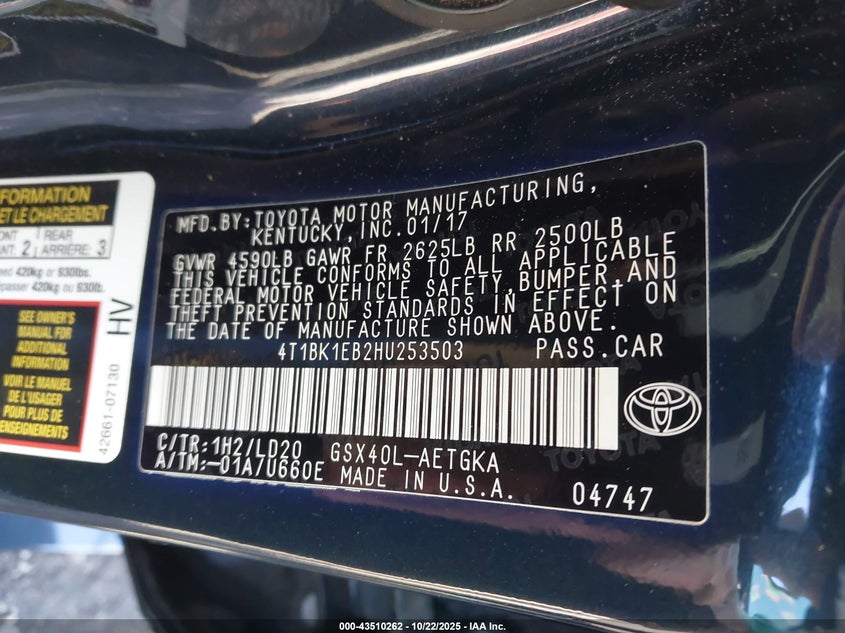 FORMATION
ET LE CHARGEMENT
REAR
2
ARRIÈRE: 3
420kg or 930lbs.
420kg ou 930lb.
SEE OWNER'S
MANUAL FOR
ADDITIONAL
INFORMATION
VOIR LE MANUEL
DE L'USAGER
POUR PLUS DE
RENSEIGNEMENTS
HV
42661-07130
MFD. BY: TOYOTA MOTOR MANUFACTURING,
KENTUCKY, INC. 01/17
GVWR 4590LB GAWR FR 2625LB RR 2500LB
THIS VEHICLE CONFORMS TO ALL APPLICABLE
FEDERAL MOTOR VEHICLE SAFETY, BUMPER, AND
THEFT PREVENTION STANDARDS IN EFFECT ON
THE DATE OF MANUFACTURE SHOWN ABOVE.
4T1BK1EB2HU253503 PASS. CAR
C/TR: 1H2/LD20 GSX40L-AETGKA
A/TM: -01A/U660E MADE IN U.S.A. 04747
000-43510262 - 10/22/2025 - IAA Inc.